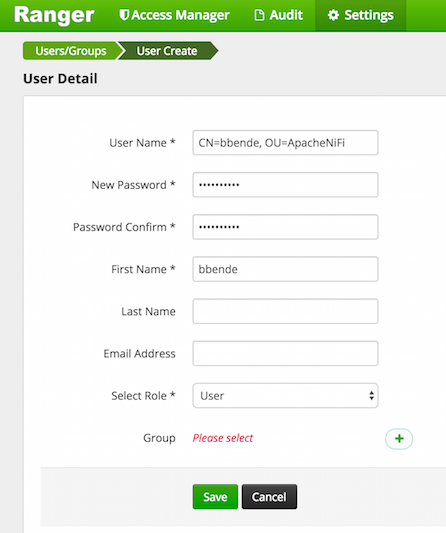 Ranger Access Manager Audit Settings
Users/Groups User Create
User Detail
User Name * CN=bbende, OU=ApacheNiFi
New Password * ••••••••••
Password Confirm * ••••••••••
First Name * bbende
Last Name
Email Address
Select Role * User
Group Please select +
Save Cancel